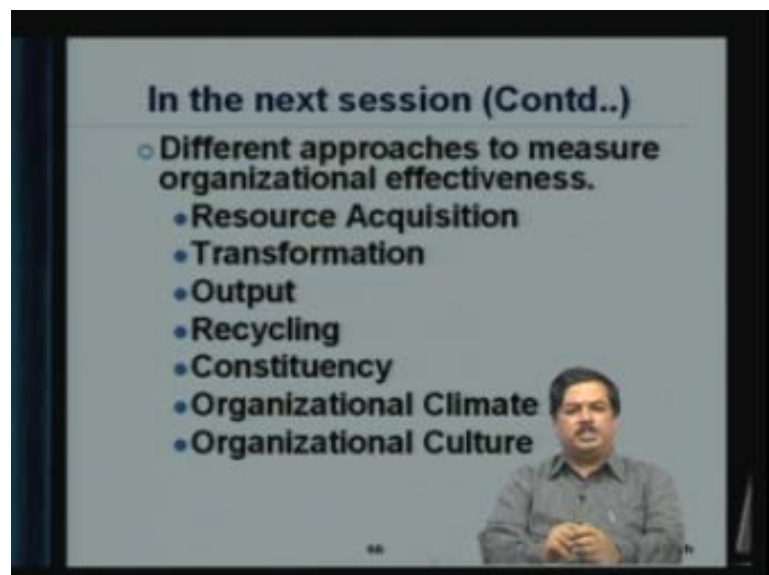 In the next session (Contd..)
Different approaches to measure
organizational effectiveness.
Resource Acquisition
Transformation
Output
Recycling
Constituency
Organizational Climate
Organizational Culture